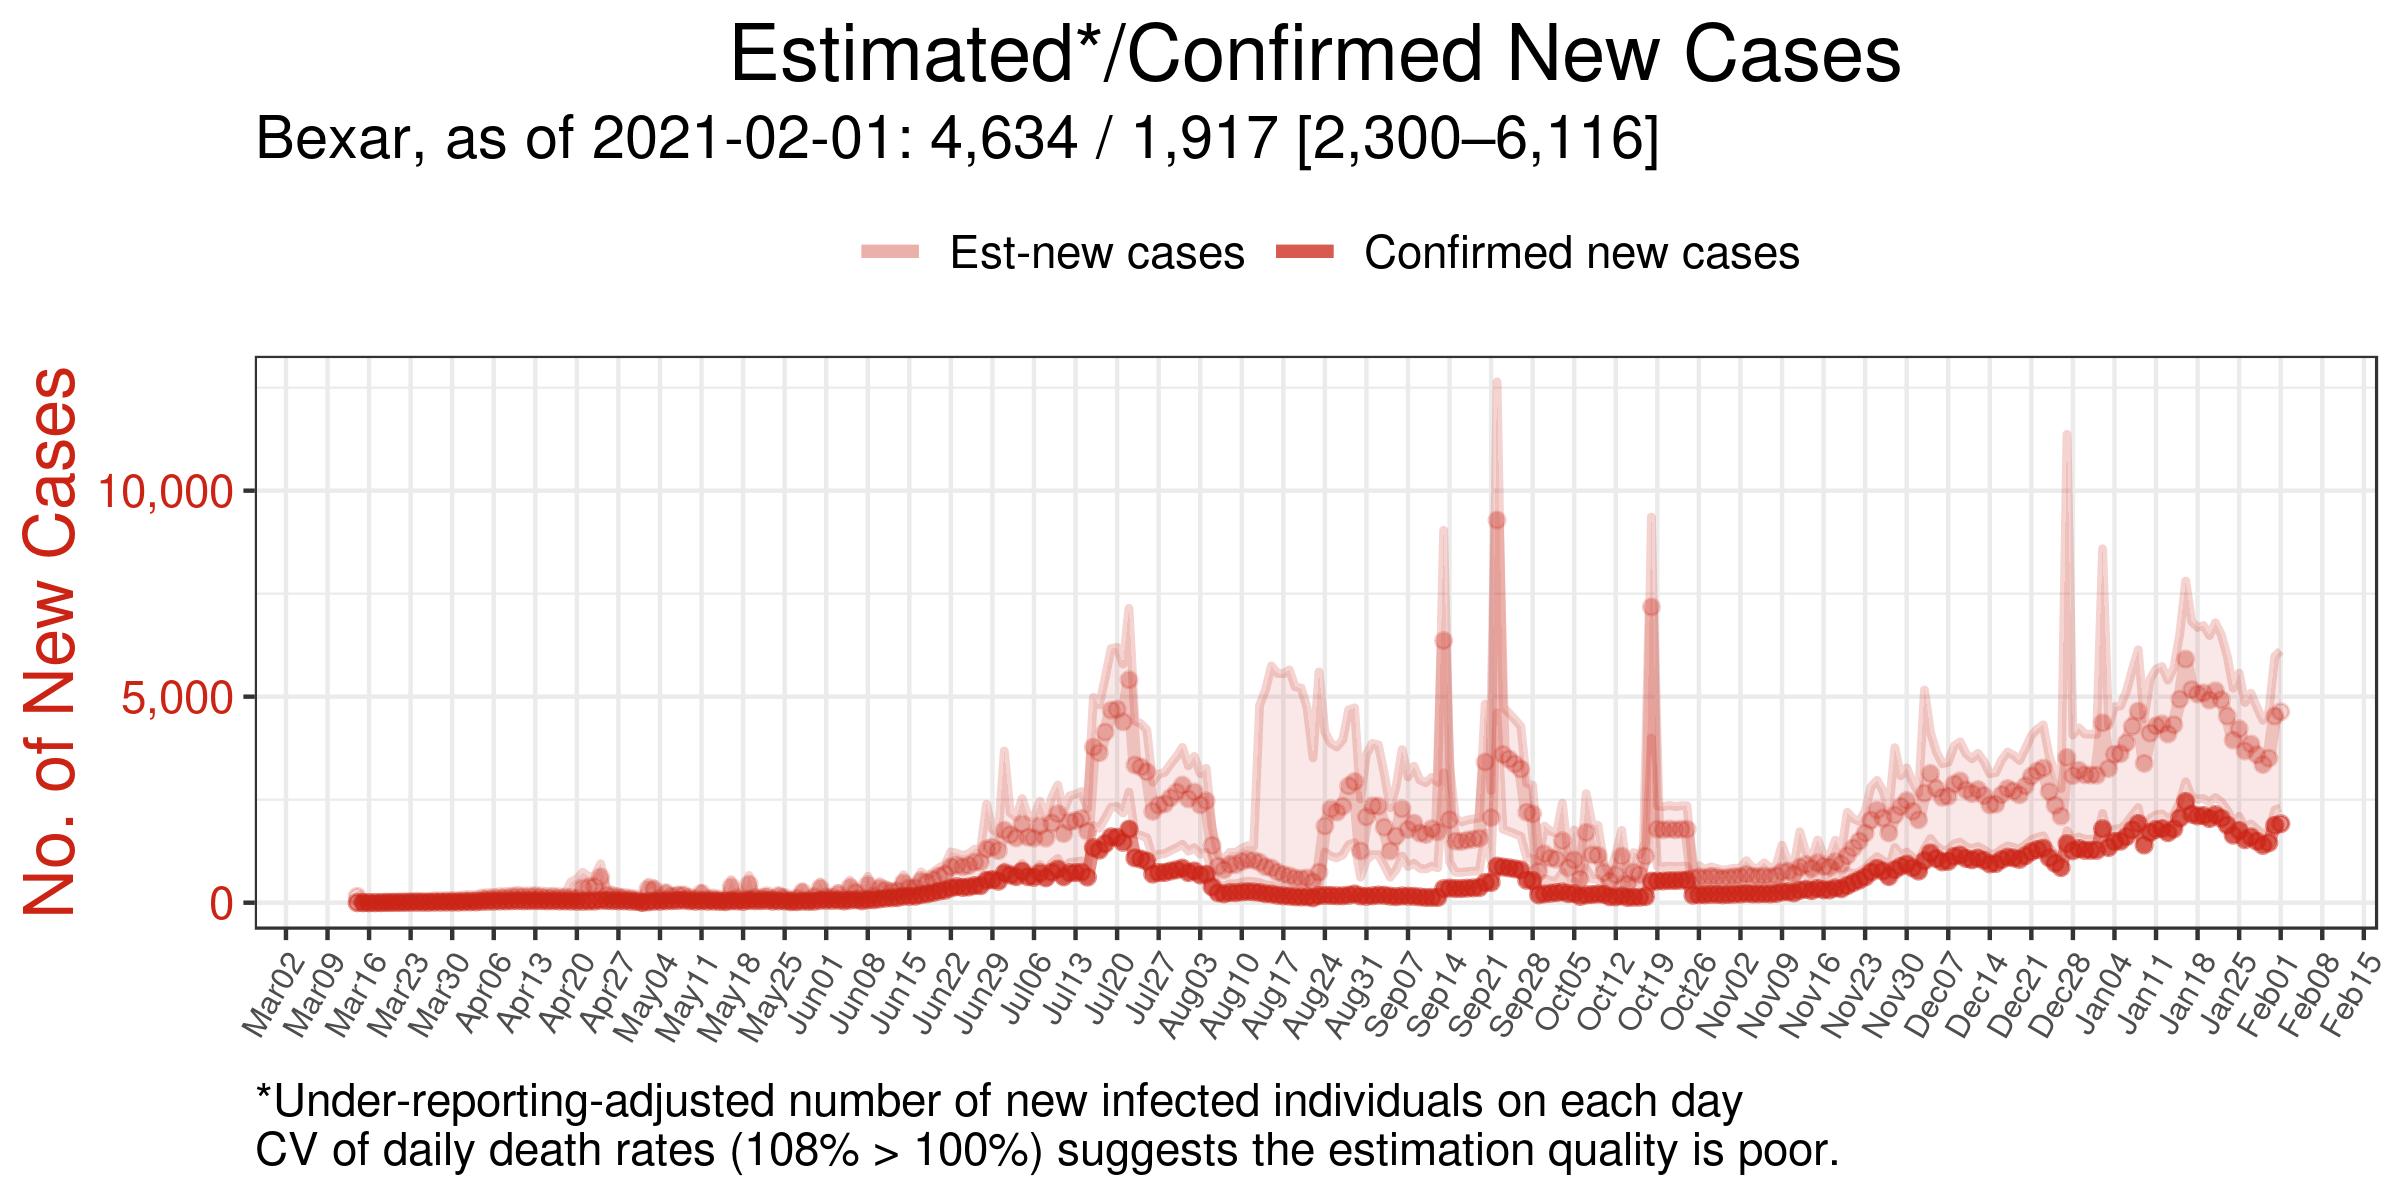 Estimated*/Confirmed New Cases
Bexar, as of 2021-02-01: 4,634 / 1,917 [2,300–6,116]
Est-new cases
Confirmed new cases
No. of New Cases
10,000
5,000
0
Mar02
Mar09
Mar16
Mar23
Mar30
Apr06
Apr13
Apr20
Apr27
May04
May11
May18
May25
Jun01
Jun08
Jun15
Jun22
Jun29
Jul06
Jul13
Jul20
Jul27
Aug03
Aug10
Aug17
Aug24
Aug31
Sep07
Sep14
Sep21
Sep28
Oct05
Oct12
Oct19
Oct26
Nov02
Nov09
Nov16
Nov23
Nov30
Dec07
Dec14
Dec21
Dec28
Jan04
Jan11
Jan18
Jan25
Feb01
Feb08
Feb15
*Under-reporting-adjusted number of new infected individuals on each day
CV of daily death rates (108% > 100%) suggests the estimation quality is poor.